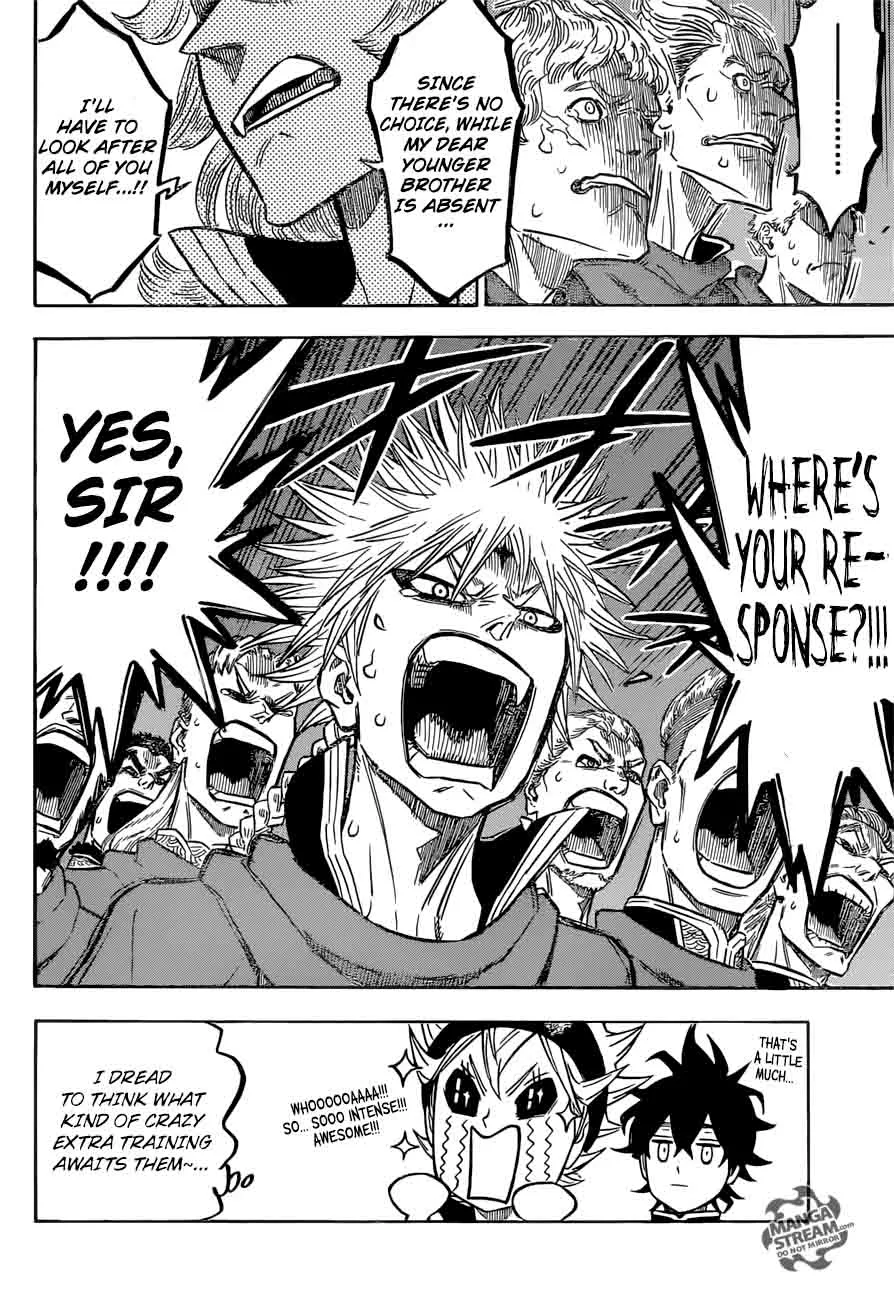 .........
SINCE
THERE'S NO
CHOICE, WHILE
MY DEAR
YOUNGER
BROTHER
IS ABSENT
...
I'LL
HAVE TO
LOOK AFTER
ALL OF YOU
MYSELF...!!
WHERE'S
YOUR RE-
SPONSE?!!!
YES,
SIR
!!!!
THAT'S
A LITTLE
MUCH...
WHOOOOOAAAA!!!
SO... SOOO INTENSE!!!
AWESOME!!!
I DREAD
TO THINK WHAT
KIND OF CRAZY
EXTRA TRAINING
AWAITS THEM~...
MANGA
STREAM.com
DO NOT MIRROR